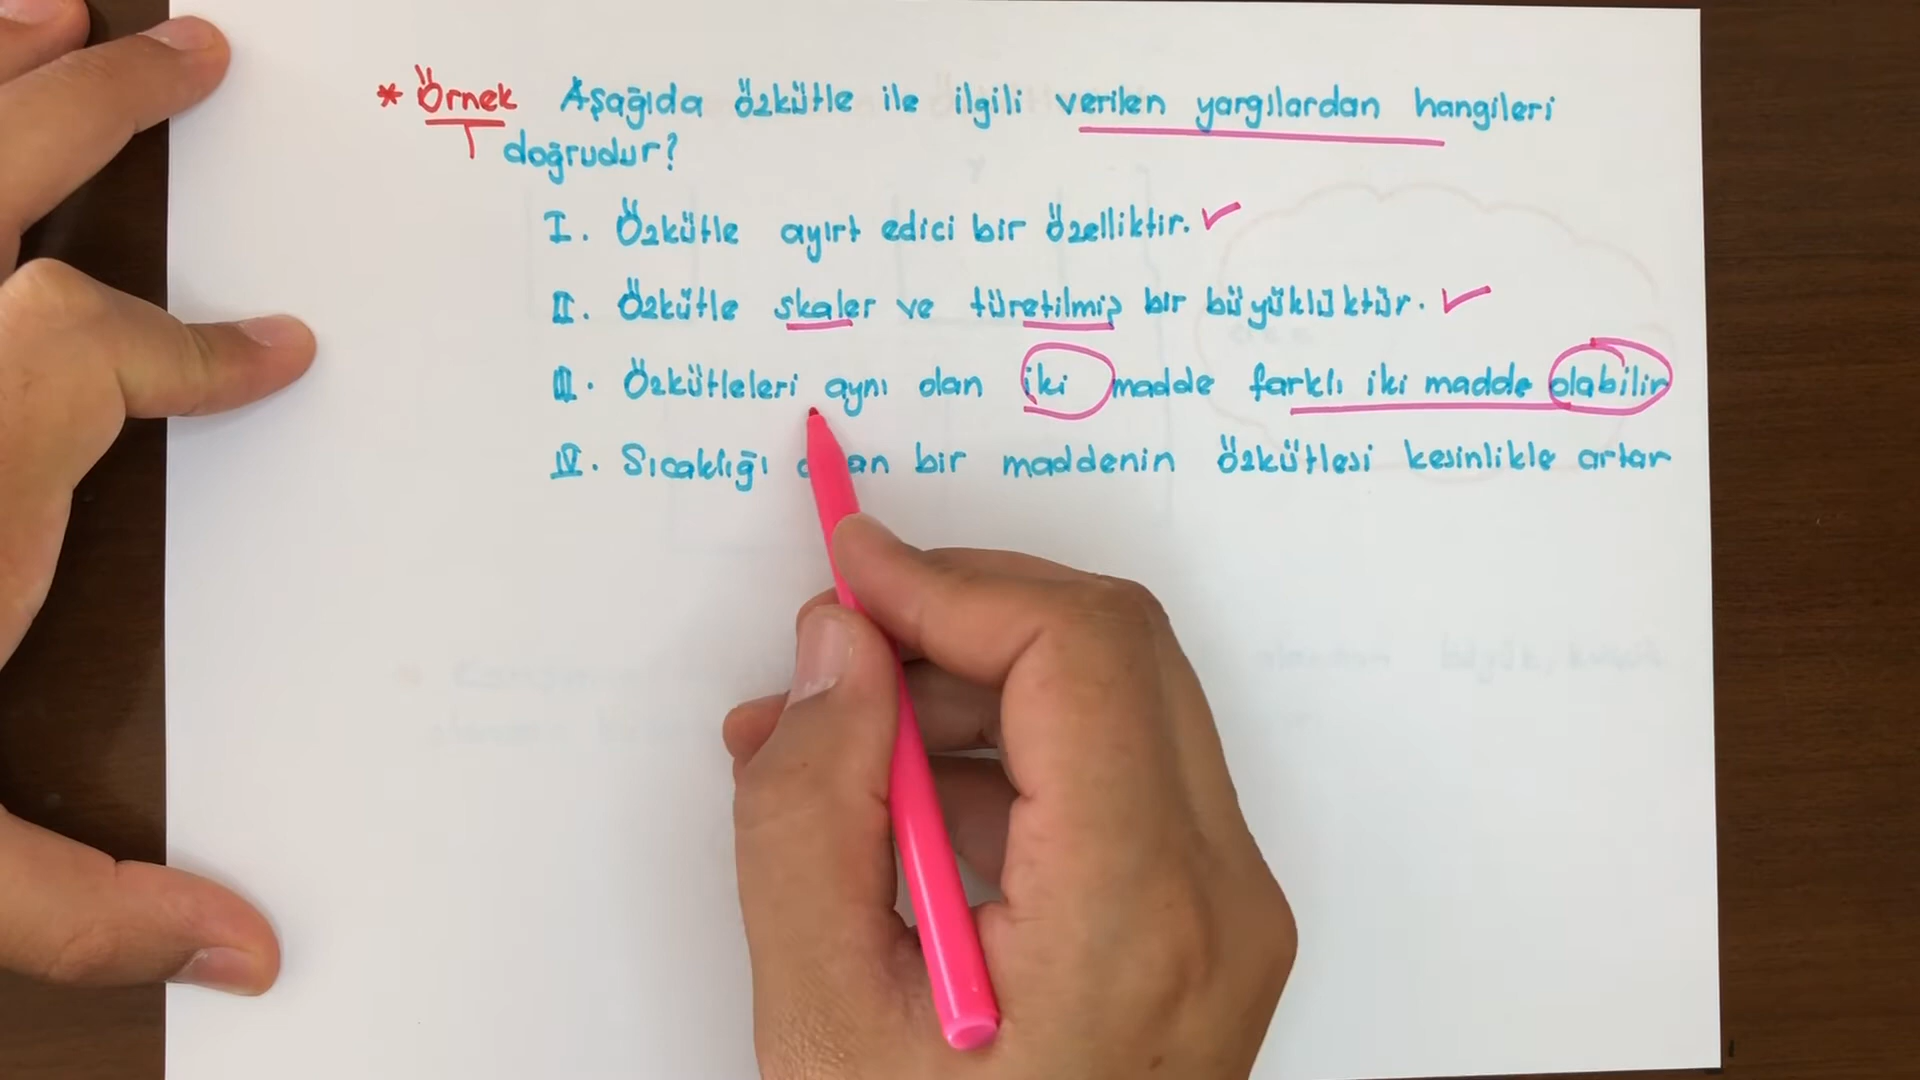 * Örnek Aşağıda özkütle ile ilgili verilen yargılardan hangileri
doğrudur?
I. Özkütle ayırt edici bir özelliktir.
II. Özkütle skaler ve türetilmiş bir büyüklüktür.
III. Özkütleleri aynı olan iki madde farklı iki madde olabilir
IV. Sıcaklığı bir maddenin özkütlesi kesinlikle artar